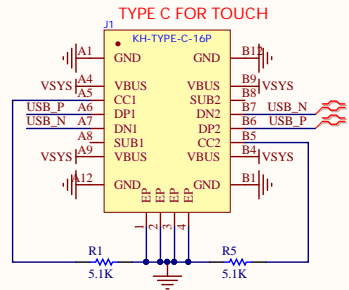 TYPE C FOR TOUCH
J1
KH-TYPE-C-16P
A1 GND GND B12
VSYS A4 VBUS VBUS B9 VSYS
A5 CC1 SUB2 B8
USB_P A6 DP1 DN2 B7 USB_N
USB_N A7 DN1 DP2 B6 USB_P
A8 SUB1 CC2 B5
VSYS A9 VBUS VBUS B4 VSYS
A12 GND GND B1
EP EP EP EP
1 2 3 4
R1 R5
5.1K 5.1K